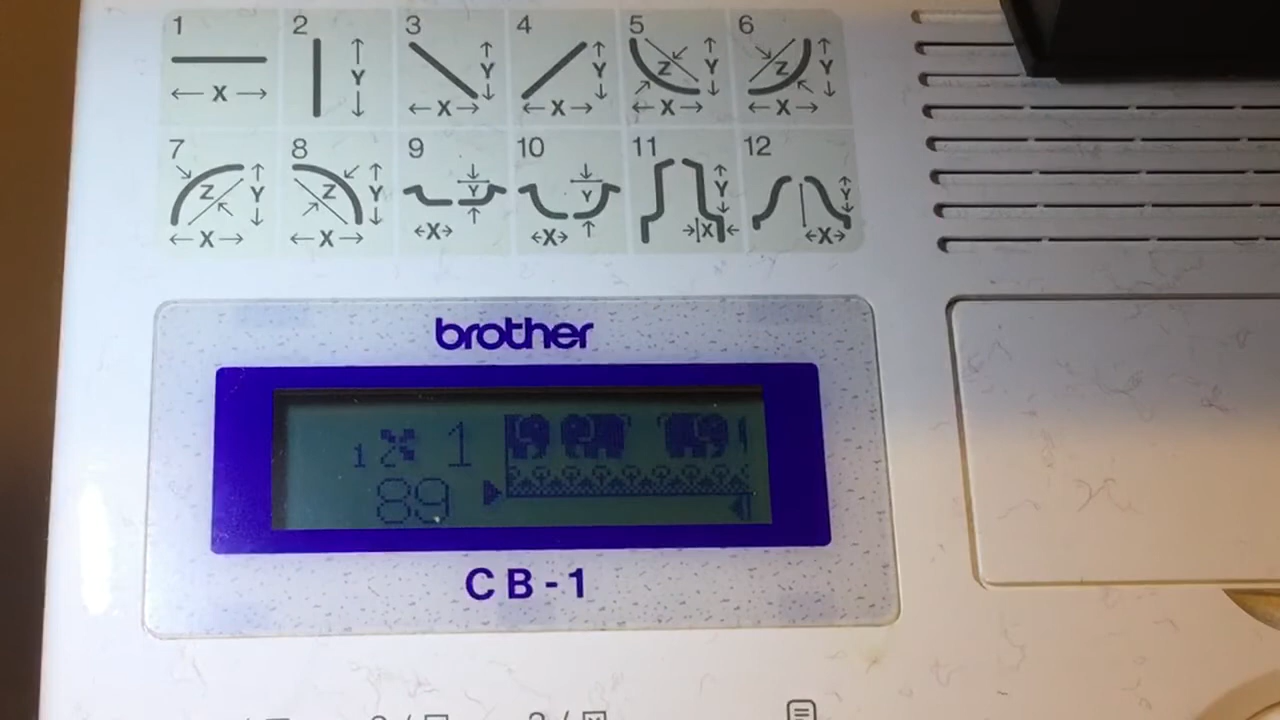 1 2 3 4 5 6
X Y X Y X Y X Y Z X Y Z
7 8 9 10 11 12
X Y Z X Y Z X Y X Y X Y X Y
brother
1 1
89
CB-1